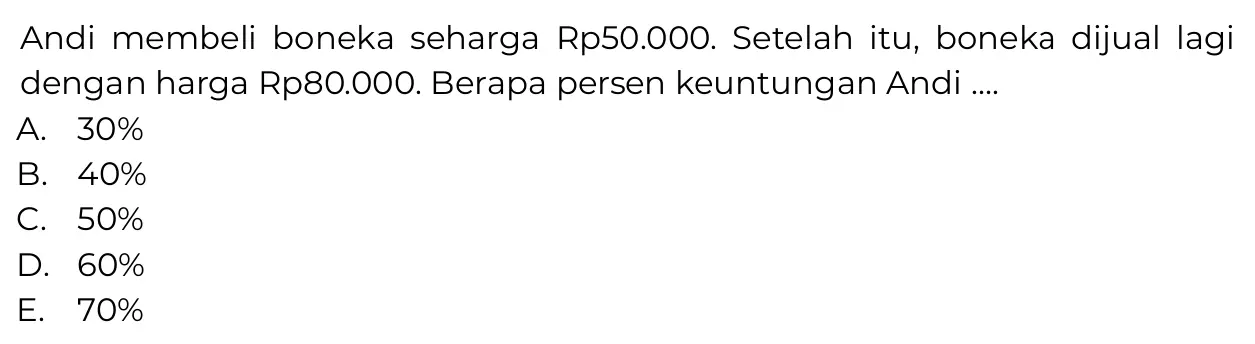 Andi membeli boneka seharga Rp50.000. Setelah itu, boneka dijual lagi
dengan harga Rp80.000. Berapa persen keuntungan Andi ....
A. 30%
B. 40%
C. 50%
D. 60%
E. 70%